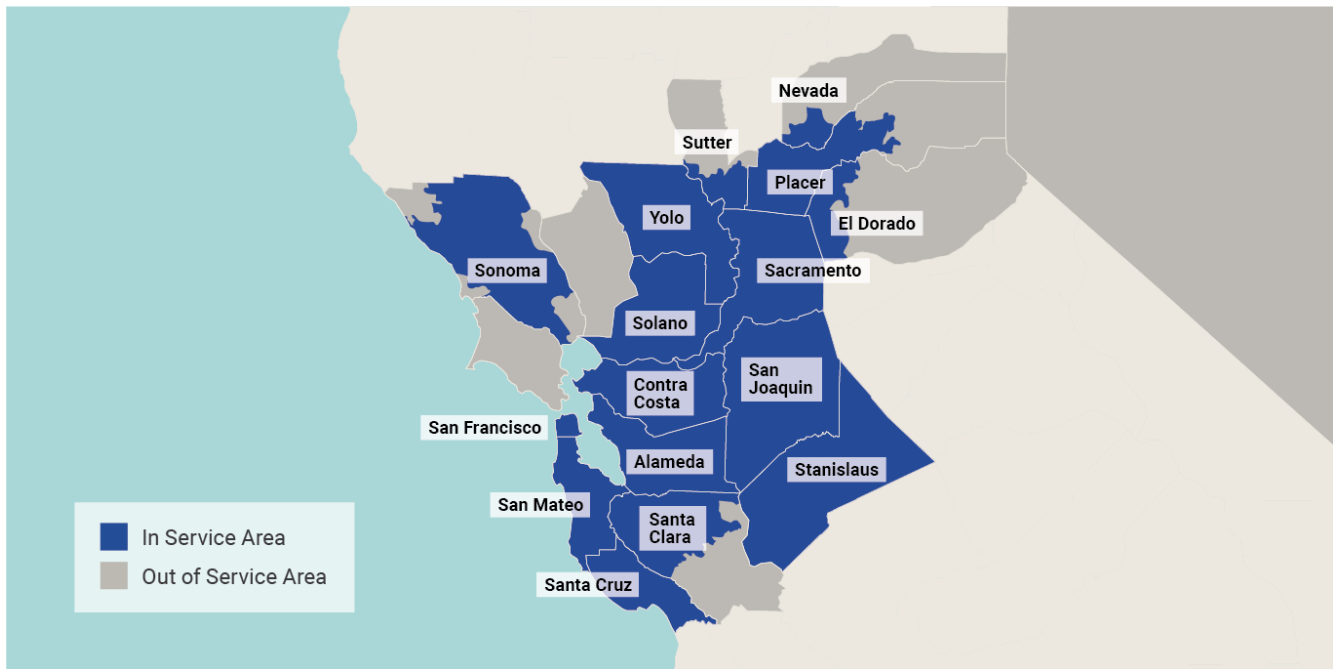 Nevada
Sutter
Placer
Yolo
El Dorado
Sonoma
Sacramento
Solano
San
Joaquin
Contra
Costa
San Francisco
Alameda
Stanislaus
San Mateo
Santa
Clara
In Service Area
Out of Service Area
Santa Cruz